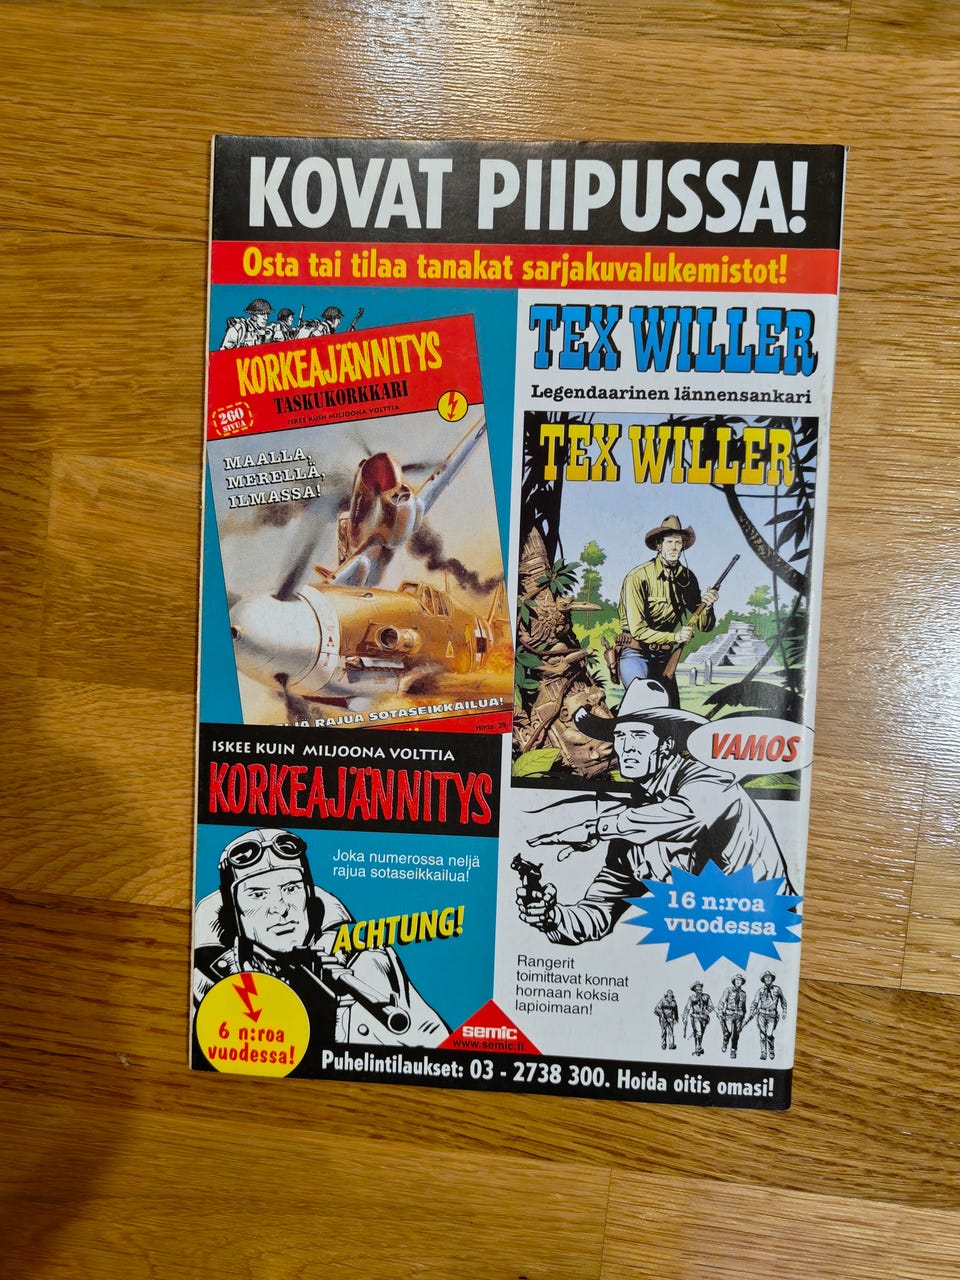 KOVAT PIIPUSSA!
Osta tai tilaa tanakat sarjakuvalukemistot!
KORKEAJÄNNITYS
TASKUKORKKARI
ISKEE KUIN MILJOONA VOLTTIA
260
SIVUA
MAALLA,
MERELLÄ,
ILMASSA!
RAJUA SOTASEIKKAILUA!
Hinta: 29,-
ISKEE KUIN MILJOONA VOLTTIA
KORKEAJÄNNITYS
Joka numerossa neljä
rajua sotaseikkailua!
ACHTUNG!
6 n:roa
vuodessa!
TEX WILLER
Legendaarinen lännensankari
TEX WILLER
VAMOS
16 n:roa
vuodessa
Rangerit
toimittavat konnat
hornaan koksia
lapioimaan!
semic
www.semic.fi
Puhelintilaukset: 03 - 2738 300. Hoida oitis omasi!